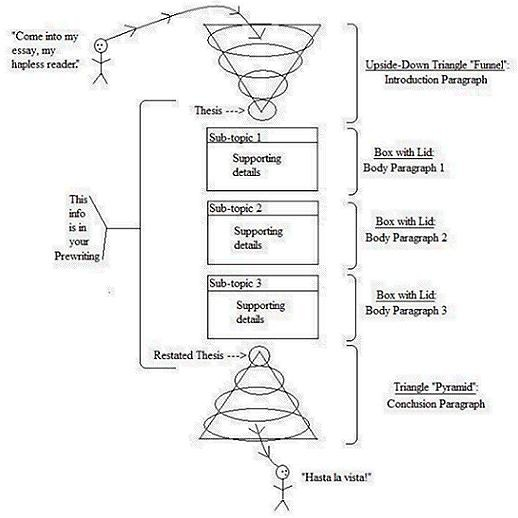 "Come into my
essay, my
hapless reader."
Upside-Down Triangle "Funnel":
Introduction Paragraph
Thesis --->
Sub-topic 1
Supporting
details
Box with Lid:
Body Paragraph 1
This
info
is in
your
Prewriting
Sub-topic 2
Supporting
details
Box with Lid:
Body Paragraph 2
Sub-topic 3
Supporting
details
Box with Lid:
Body Paragraph 3
Restated Thesis --->
Triangle "Pyramid":
Conclusion Paragraph
"Hasta la vista!"